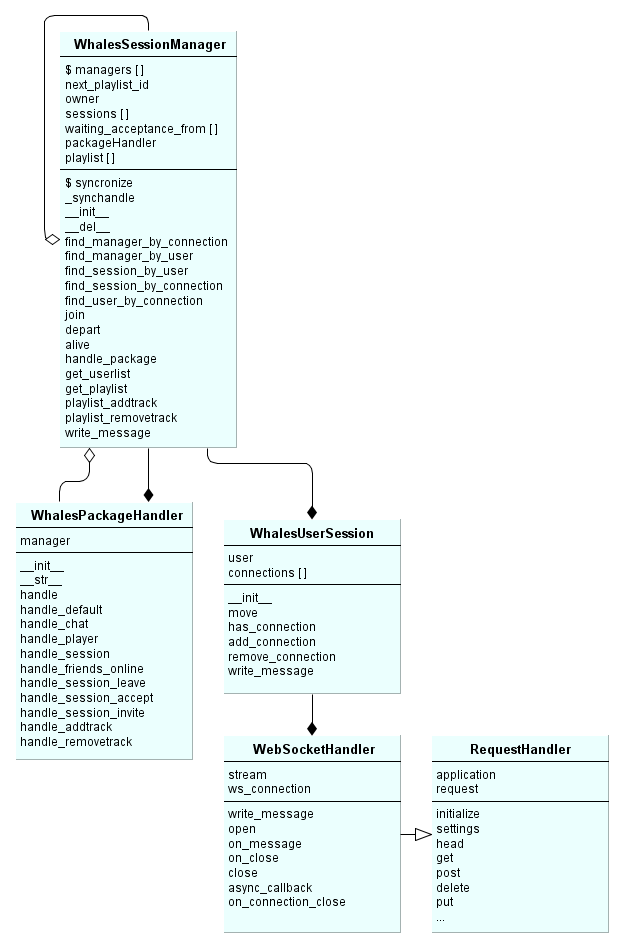 WhalesSessionManager
$ managers [ ]
next_playlist_id
owner
sessions [ ]
waiting_acceptance_from [ ]
packageHandler
playlist [ ]
$ syncronize
_synchandle
__init__
__del__
find_manager_by_connection
find_manager_by_user
find_session_by_user
find_session_by_connection
find_user_by_connection
join
depart
alive
handle_package
get_userlist
get_playlist
playlist_addtrack
playlist_removetrack
write_message
WhalesPackageHandler
manager
__init__
__str__
handle
handle_default
handle_chat
handle_player
handle_session
handle_friends_online
handle_session_leave
handle_session_accept
handle_session_invite
handle_addtrack
handle_removetrack
WhalesUserSession
user
connections [ ]
__init__
move
has_connection
add_connection
remove_connection
write_message
WebSocketHandler
stream
ws_connection
write_message
open
on_message
on_close
close
async_callback
on_connection_close
RequestHandler
application
request
initialize
settings
head
get
post
delete
put
...